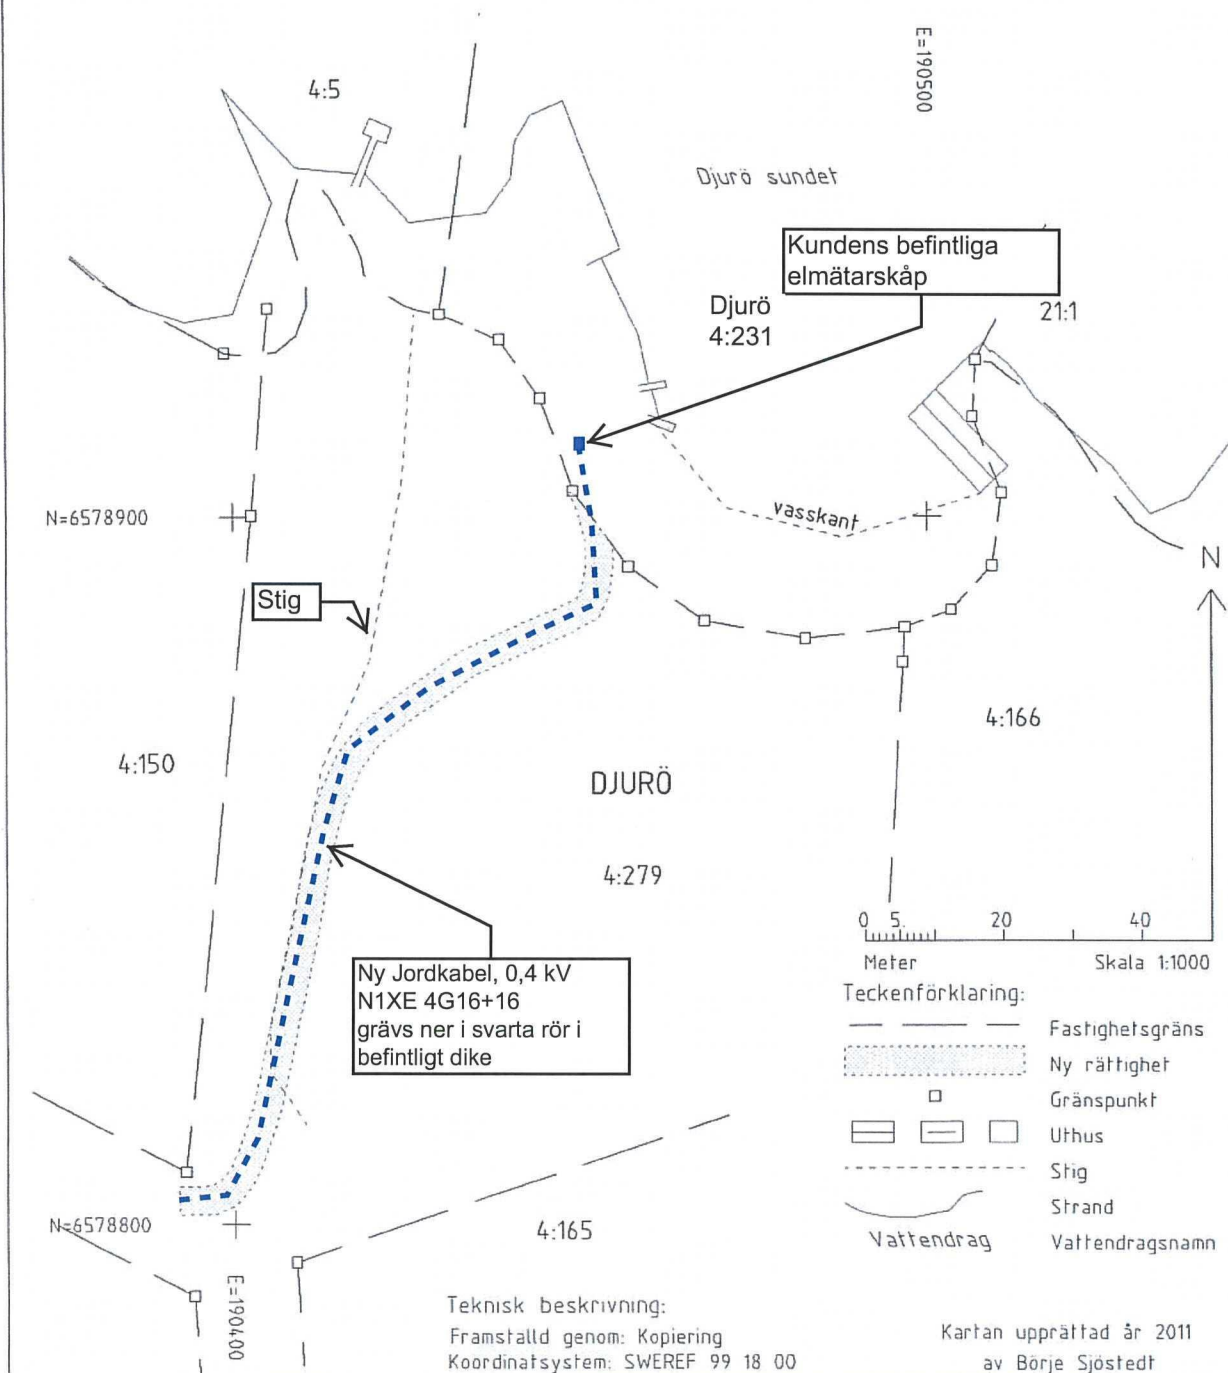 E=190500
4:5
Djurö sundet
Kundens befintliga
elmätarskåp
Djurö
4:231
21:1
N=6578900
vasskant
N
Stig
4:166
4:150
DJURÖ
4:279
0 5. 20 40
Meter Skala 1:1000
Ny Jordkabel, 0,4 kV
N1XE 4G16+16
grävs ner i svarta rör i
befintligt dike
Teckenförklaring:
Fastighetsgräns
Ny rättighet
Gränspunkt
Uthus
Stig
Strand
Vattendrag Vattendragsnamn
N=6578800
4:165
E=190400
Teknisk beskrivning:
Framställd genom: Kopiering
Koordinatsystem: SWEREF 99 18 00
Kartan upprättad år 2011
av Börje Sjöstedt